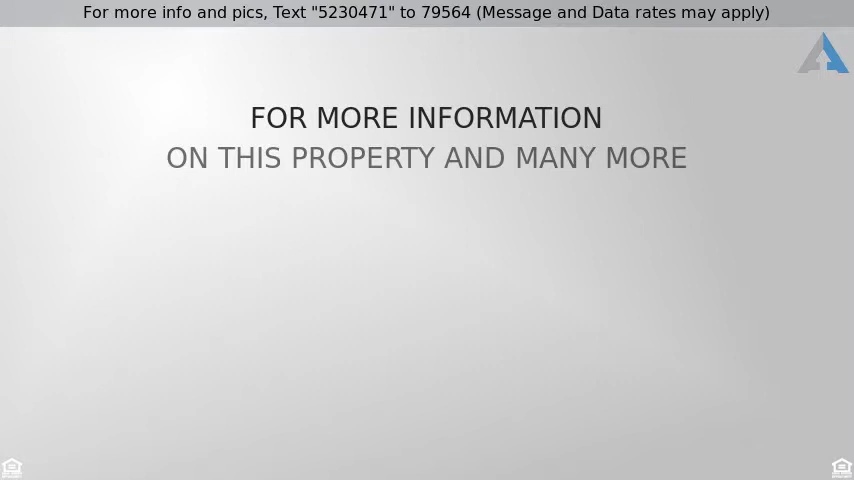 For more info and pics, Text "5230471" to 79564 (Message and Data rates may apply)
FOR MORE INFORMATION
ON THIS PROPERTY AND MANY MORE